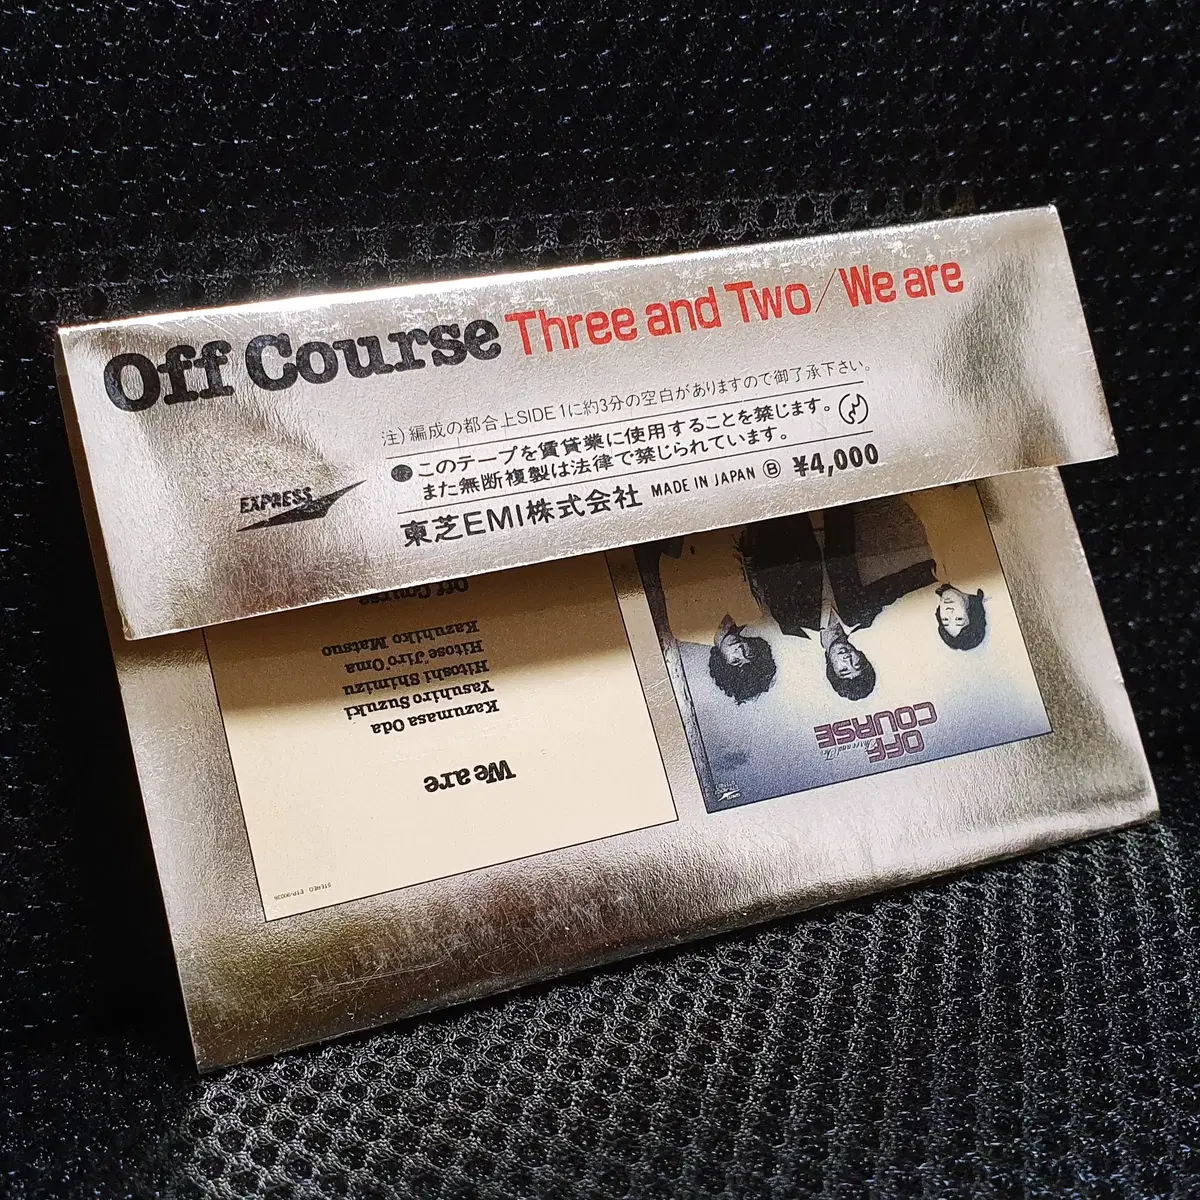 Off Course Three and Two/We are
注）編成の都合上SIDE1に約3分の空白がありますので御了承下さい。
●このテープを賃貸業に使用することを禁じます。
また無断複製は法律で禁じられています。
EXPRESS
東芝EMI株式会社 MADE IN JAPAN Ⓑ ¥4,000
We are
Kazumasa Oda
Yasuhiro Suzuki
Hitoshi Shimizu
Hitose "Jiro" Oma
Kazuhiko Matsuo
Off Course
OFF
COURSE
Three and Two